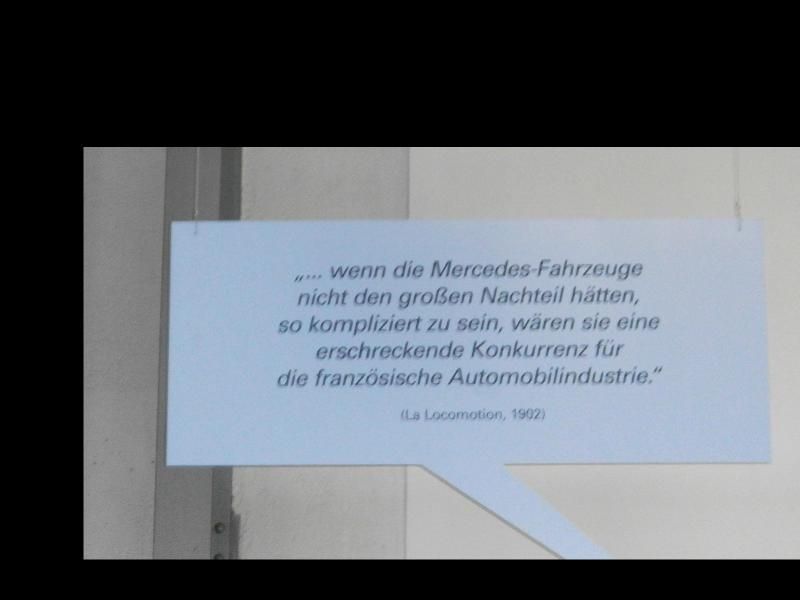 „... wenn die Mercedes-Fahrzeuge
nicht den großen Nachteil hätten,
so kompliziert zu sein, wären sie eine
erschreckende Konkurrenz für
die französische Automobilindustrie.“
(La Locomotion, 1902)